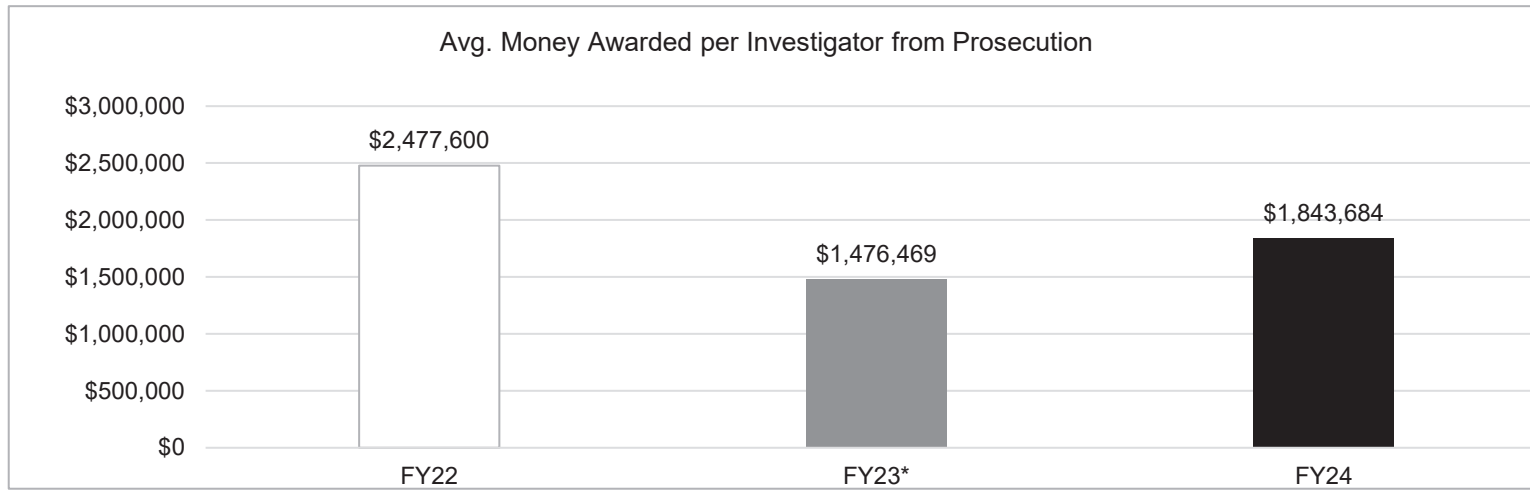 Avg. Money Awarded per Investigator from Prosecution
$3,000,000
$2,500,000
$2,000,000
$1,500,000
$1,000,000
$500,000
$0
$2,477,600
$1,476,469
$1,843,684
FY22
FY23*
FY24